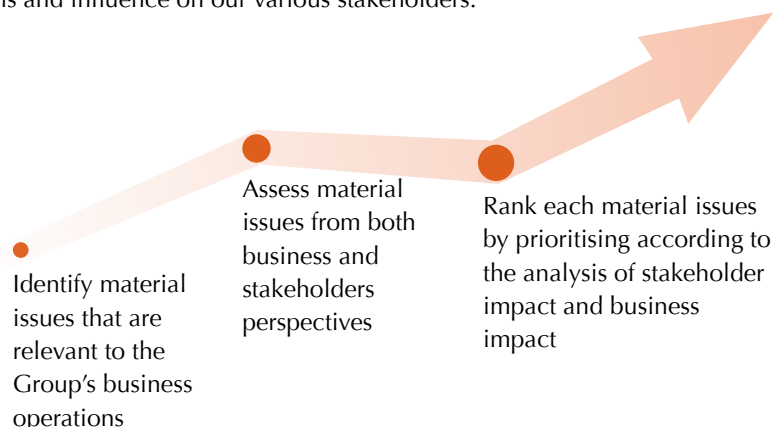 and influence on our various stakeholders.
Assess material
issues from both
business and
stakeholders
perspectives
Rank each material issues
by prioritising according to
the analysis of stakeholder
impact and business
impact
Identify material
issues that are
relevant to the
Group's business
operations